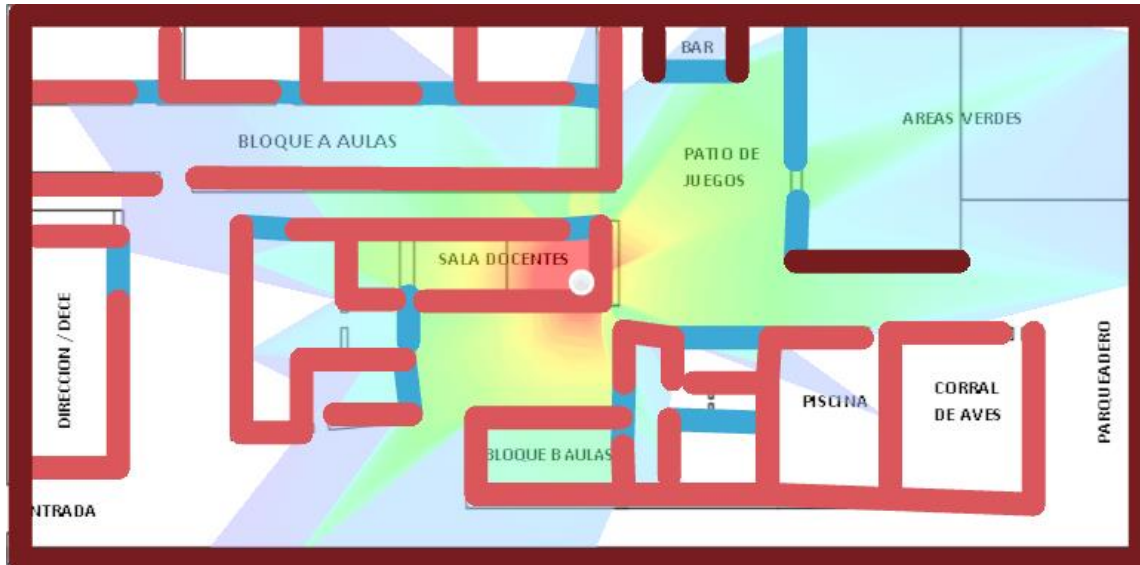 BAR
BLOQUE A AULAS
AREAS VERDES
PATIO DE
JUEGOS
SALA DOCENTES
DIRECCION / DECE
PARQUEADERO
PISCINA
CORRAL
DE AVES
BLOQUE B AULAS
NTRADA